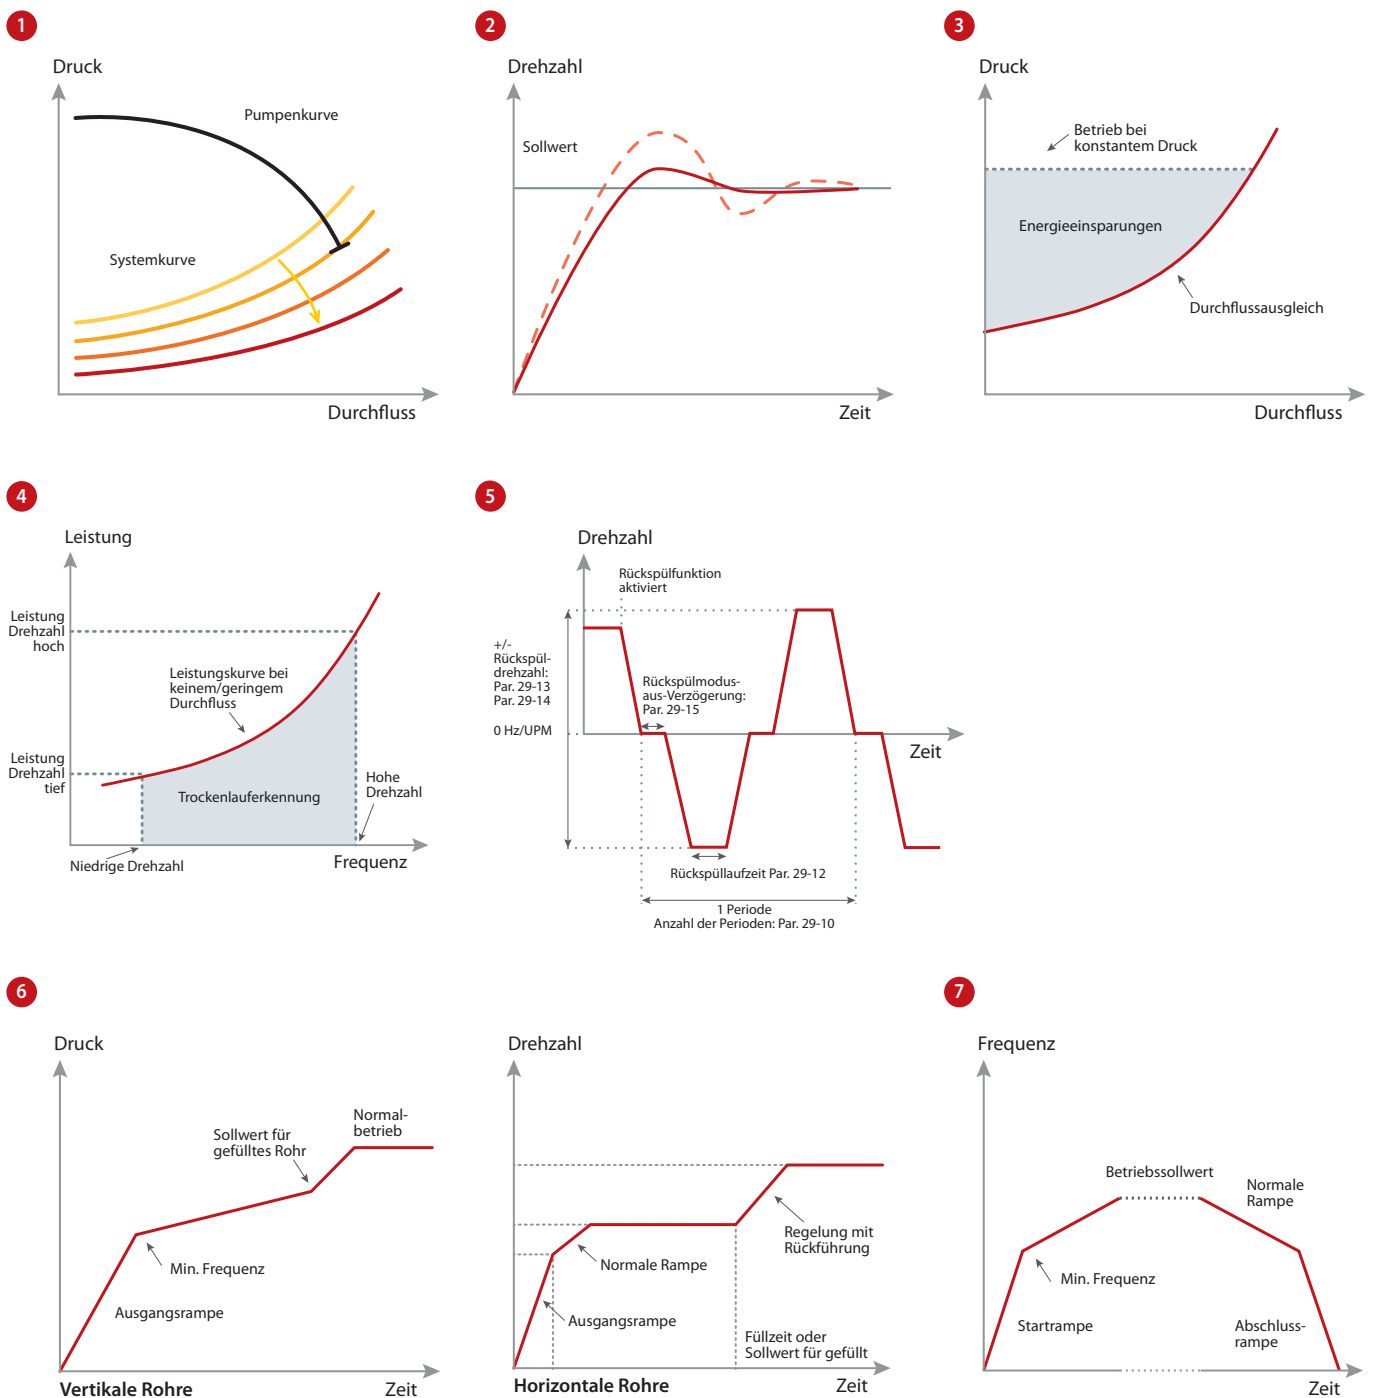 1
Druck
Pumpenkurve
Systemkurve
Durchfluss
2
Drehzahl
Sollwert
Zeit
3
Druck
Betrieb bei
konstantem Druck
Energieeinsparungen
Durchflussausgleich
Durchfluss
4
Leistung
Leistung
Drehzahl
hoch
Leistungskurve bei
keinem/geringem
Durchfluss
Leistung
Drehzahl
tief
Trockenlauferkennung
Hohe
Drehzahl
Niedrige Drehzahl
Frequenz
5
Drehzahl
Rückspülfunktion
aktiviert
+/-
Rückspül-
drehzahl:
Par. 29-13
Par. 29-14
Rückspülmodus-
aus-Verzögerung:
Par. 29-15
0 Hz/UPM
Zeit
Rückspüllaufzeit Par. 29-12
1 Periode
Anzahl der Perioden: Par. 29-10
6
Druck
Normal-
betrieb
Sollwert für
gefülltes Rohr
Min. Frequenz
Ausgangsrampe
Vertikale Rohre
Zeit
Drehzahl
Regelung mit
Rückführung
Normale Rampe
Ausgangsrampe
Füllzeit oder
Sollwert für gefüllt
Horizontale Rohre
Zeit
7
Frequenz
Betriebssollwert
Normale
Rampe
Min. Frequenz
Startrampe
Abschluss-
rampe
Zeit